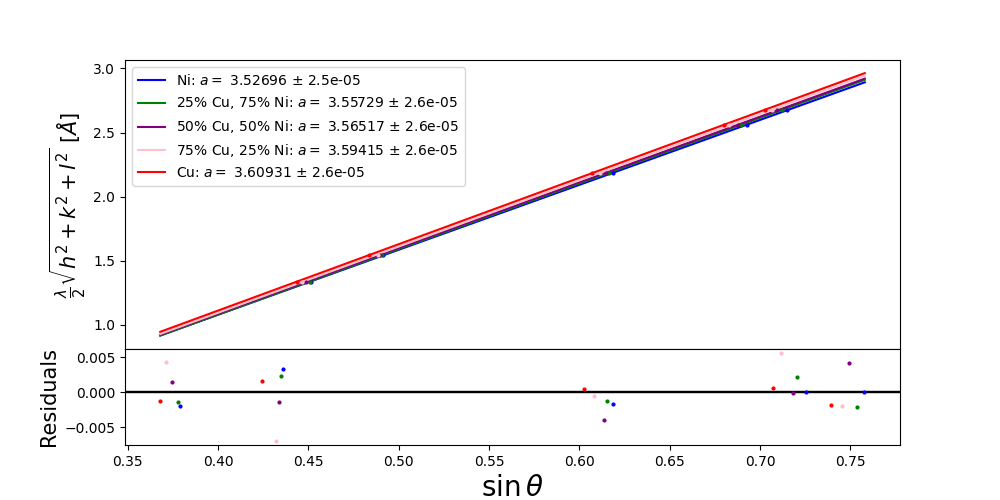 3.0
2.5
2.0
1.5
1.0
λ/2 √h² + k² + l² [Å]
Ni: a = 3.52696 ± 2.5e-05
25% Cu, 75% Ni: a = 3.55729 ± 2.6e-05
50% Cu, 50% Ni: a = 3.56517 ± 2.6e-05
75% Cu, 25% Ni: a = 3.59415 ± 2.6e-05
Cu: a = 3.60931 ± 2.6e-05
0.005
0.000
−0.005
Residuals
0.35 0.40 0.45 0.50 0.55 0.60 0.65 0.70 0.75
sin θ